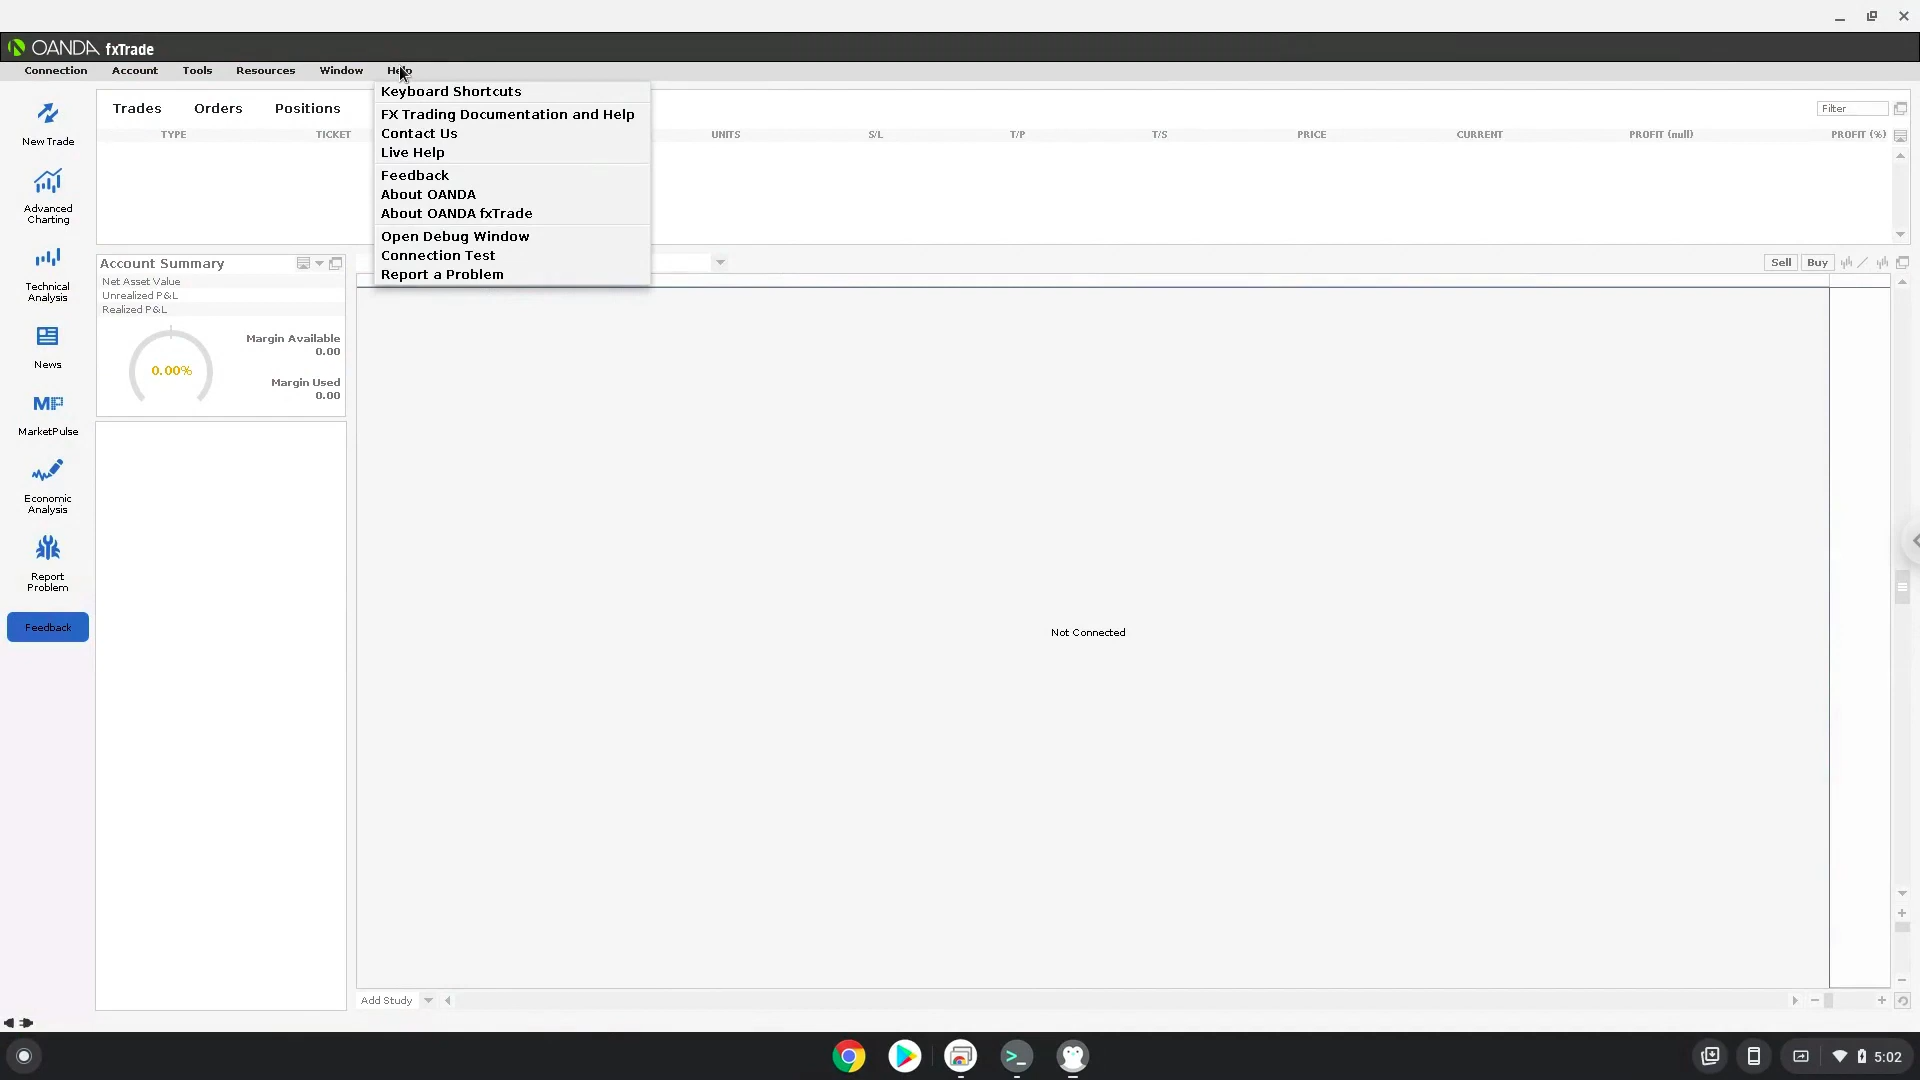 OANDA fxTrade
Connection Account Tools Resources Window Help
Keyboard Shortcuts
FX Trading Documentation and Help
Contact Us
Live Help
Feedback
About OANDA
About OANDA fxTrade
Open Debug Window
Connection Test
Report a Problem
New Trade
Advanced
Charting
Technical
Analysis
News
MP
MarketPulse
Economic
Analysis
Report
Problem
Feedback
Trades Orders Positions
Filter
TYPE TICKET UNITS S/L T/P T/S PRICE CURRENT PROFIT (null) PROFIT (%)
Account Summary
Net Asset Value
Unrealized P&L
Realized P&L
0.00%
Margin Available
0.00
Margin Used
0.00
Sell Buy
Not Connected
Add Study
5:02